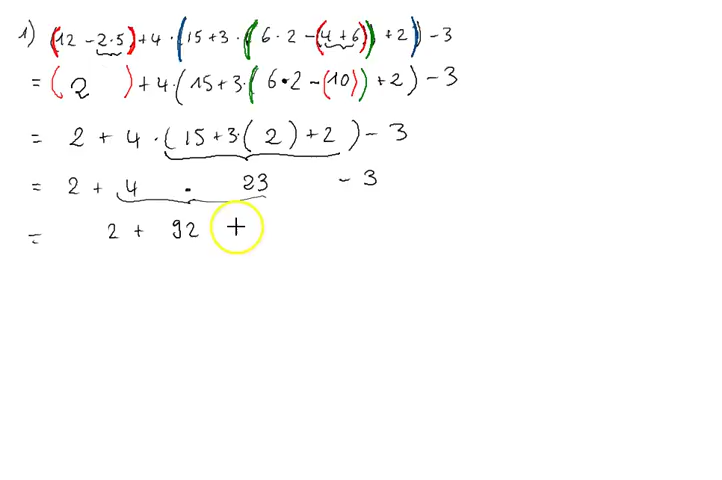 1) (12 - 2·5) + 4 · (15 + 3 · (6 · 2 - (4 + 6)) + 2) - 3
= ( 2 ) + 4 · (15 + 3 · (6 · 2 - (10)) + 2) - 3
= 2 + 4 · (15 + 3 · (2) + 2) - 3
= 2 + 4 · 23 - 3
= 2 + 92